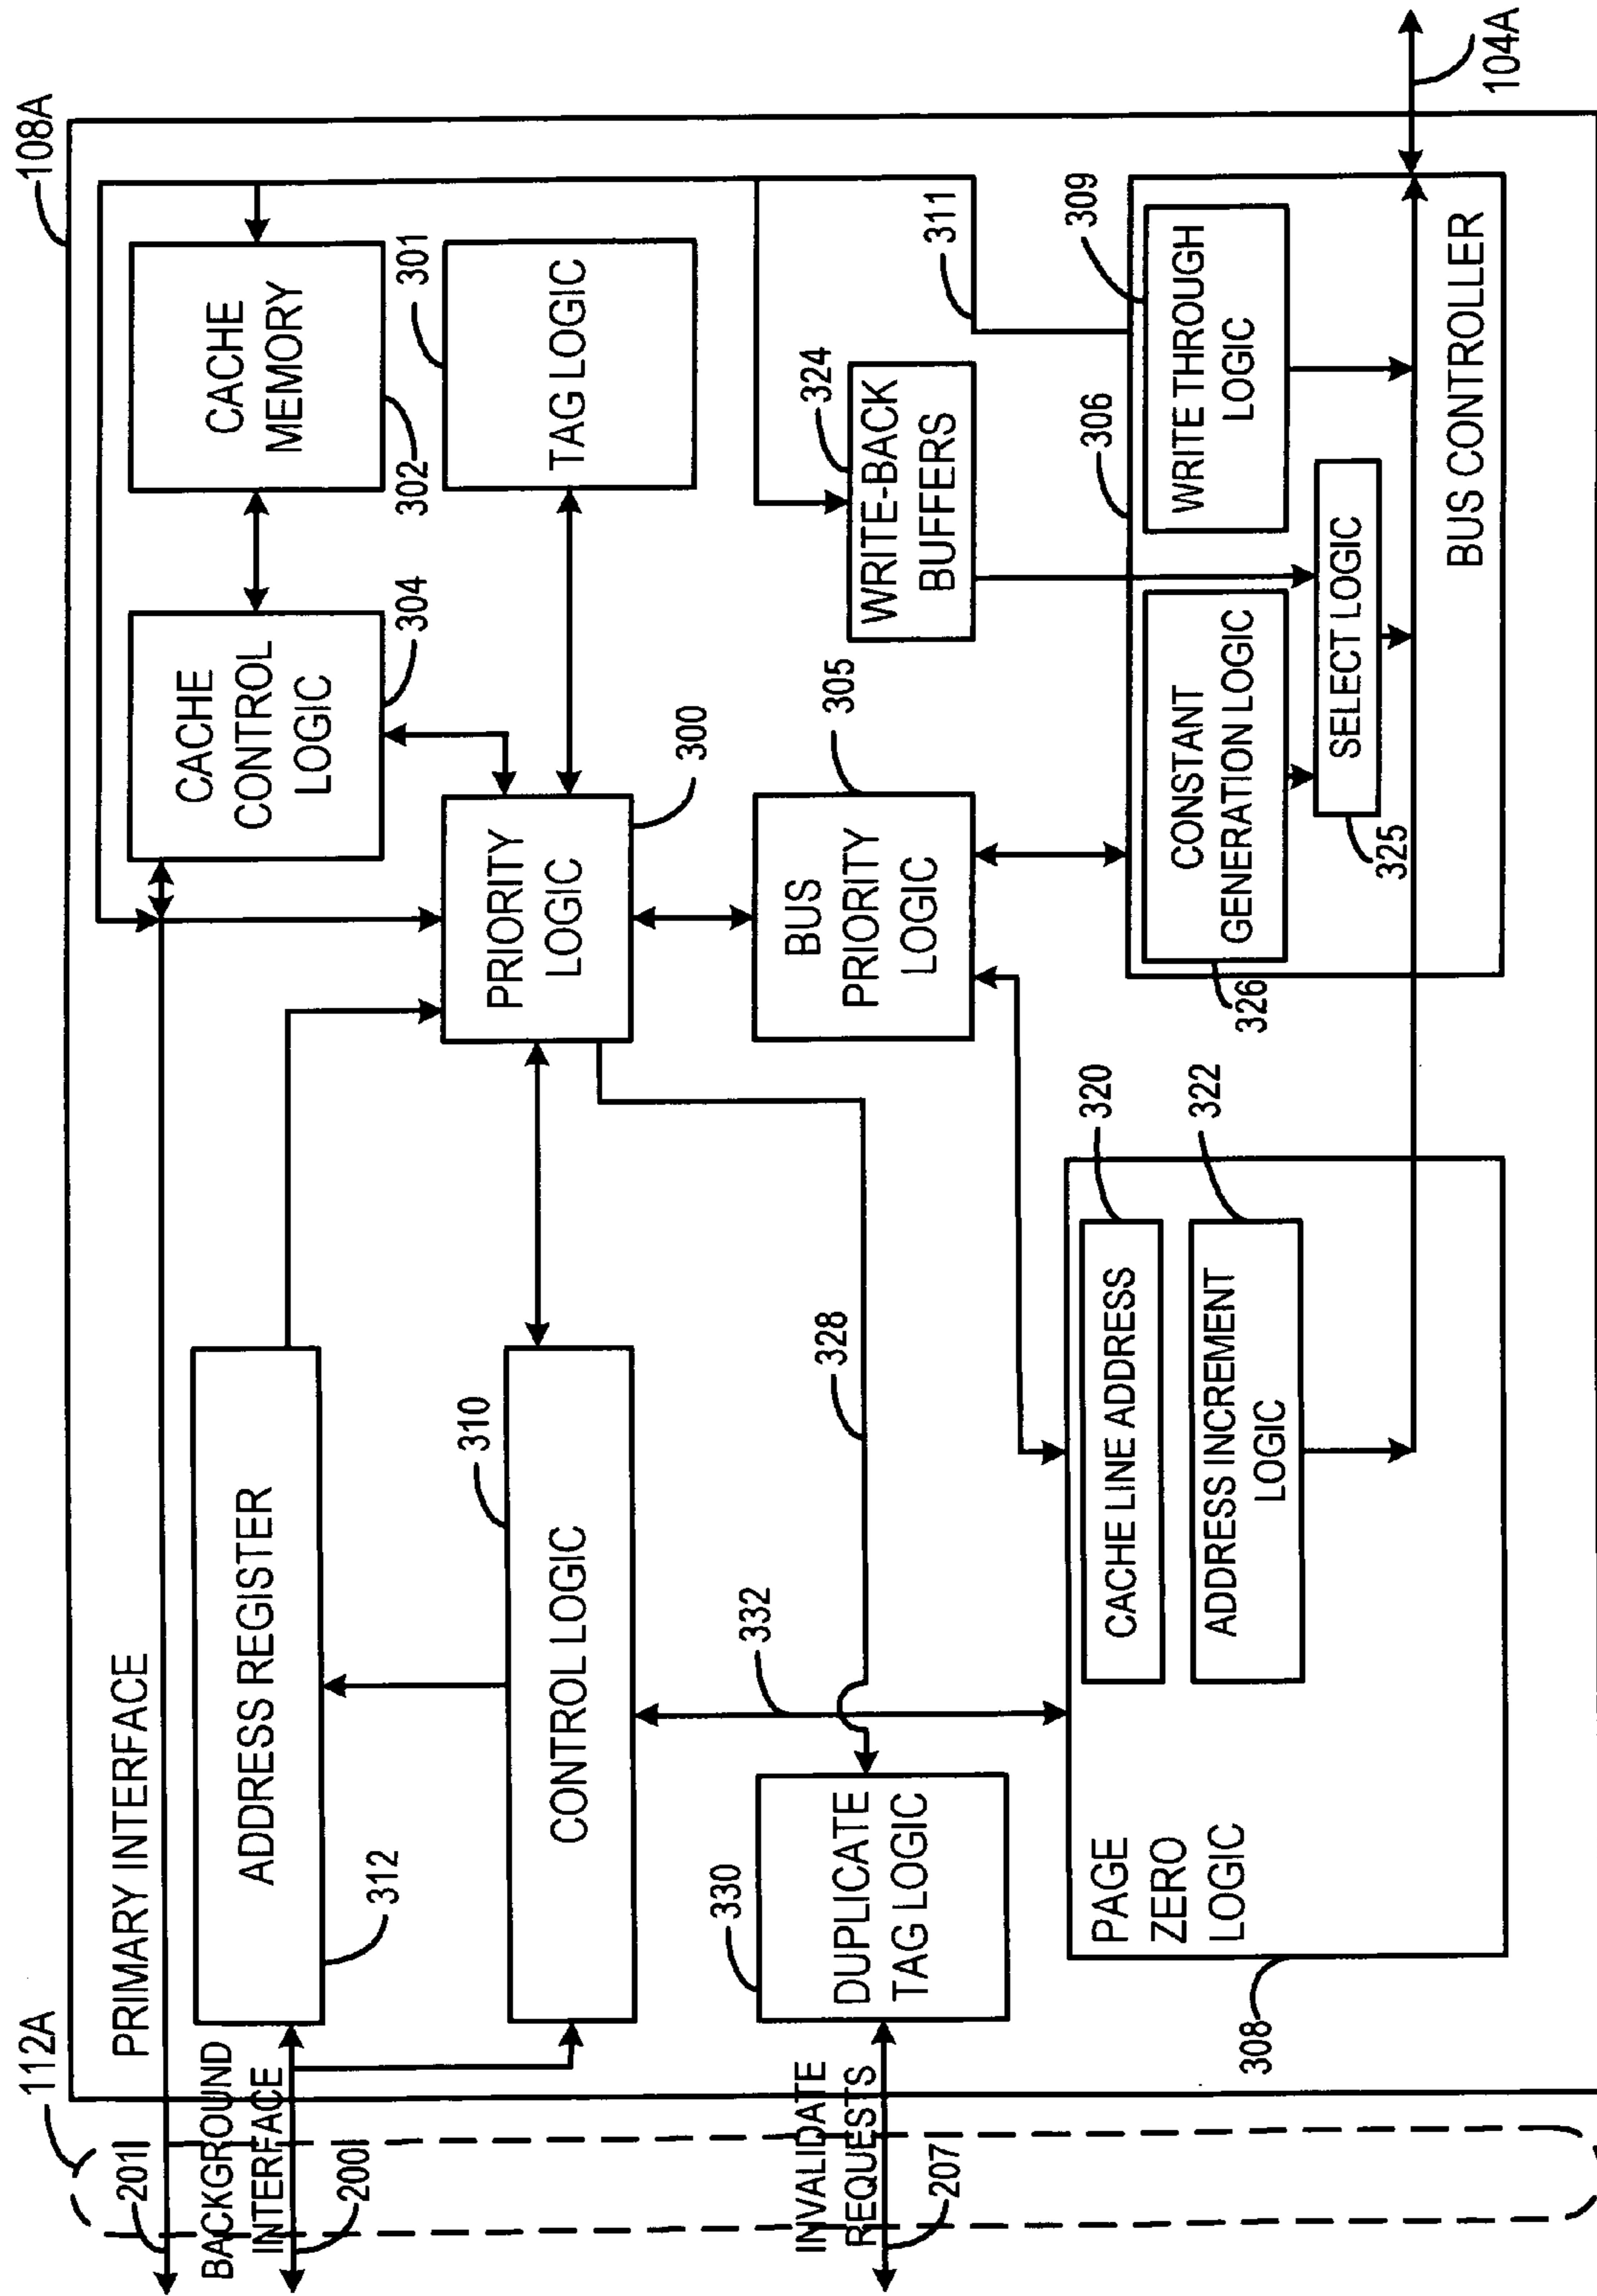 112A
108A
PRIMARY INTERFACE
201
BACKGROUND
INTERFACE
200
ADDRESS REGISTER
312
CACHE
CONTROL
LOGIC
304
CACHE
MEMORY
302
301
TAG LOGIC
CONTROL LOGIC
310
PRIORITY
LOGIC
300
332
328
INVALIDATE
REQUESTS
207
330
DUPLICATE
TAG LOGIC
BUS
PRIORITY
LOGIC
305
WRITE-BACK
BUFFERS
324
311
PAGE
ZERO
LOGIC
308
CACHE LINE ADDRESS
320
ADDRESS INCREMENT
LOGIC
322
306
CONSTANT
GENERATION LOGIC
326
WRITE THROUGH
LOGIC
309
SELECT LOGIC
325
BUS CONTROLLER
104A